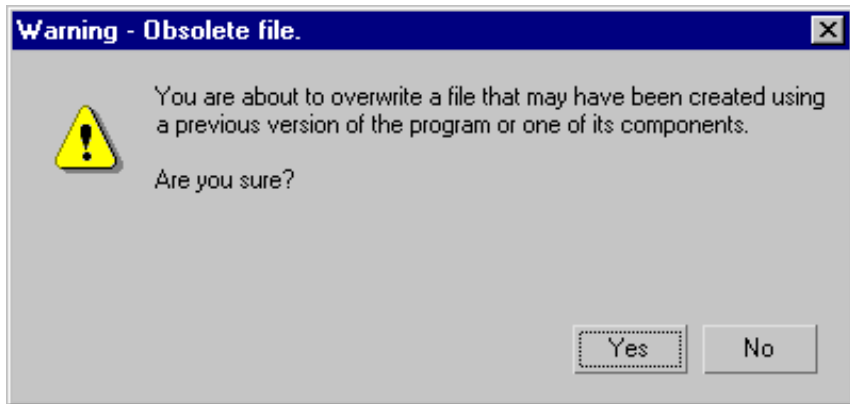 Warning - Obsolete file.
You are about to overwrite a file that may have been created using
a previous version of the program or one of its components.
Are you sure?
Yes No